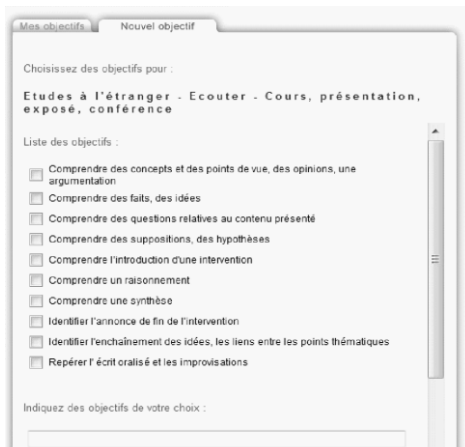 Mes objectifs Nouvel objectif
Choisissez des objectifs pour :
Etudes à l'étranger - Ecouter - Cours, présentation,
exposé, conférence
Liste des objectifs :
Comprendre des concepts et des points de vue, des opinions, une
argumentation
Comprendre des faits, des idées
Comprendre des questions relatives au contenu présenté
Comprendre des suppositions, des hypothèses
Comprendre l'introduction d'une intervention
Comprendre un raisonnement
Comprendre une synthèse
Identifier l'annonce de fin de l'intervention
Identifier l'enchaînement des idées, les liens entre les points thématiques
Repérer l' écrit oralisé et les improvisations
Indiquez des objectifs de votre choix :